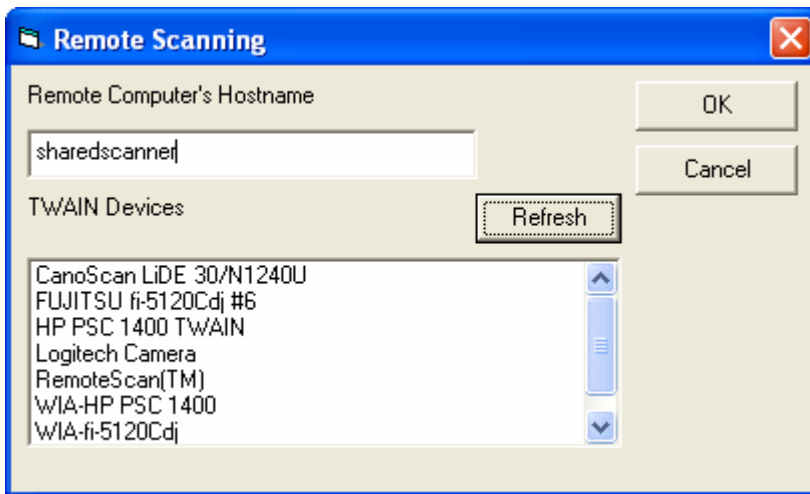 Remote Scanning
Remote Computer's Hostname
OK
sharedscanner
Cancel
TWAIN Devices
Refresh
CanoScan LiDE 30/N1240U
FUJITSU fi-5120Cdj #6
HP PSC 1400 TWAIN
Logitech Camera
RemoteScan(TM)
WIA-HP PSC 1400
WIA-fi-5120Cdj